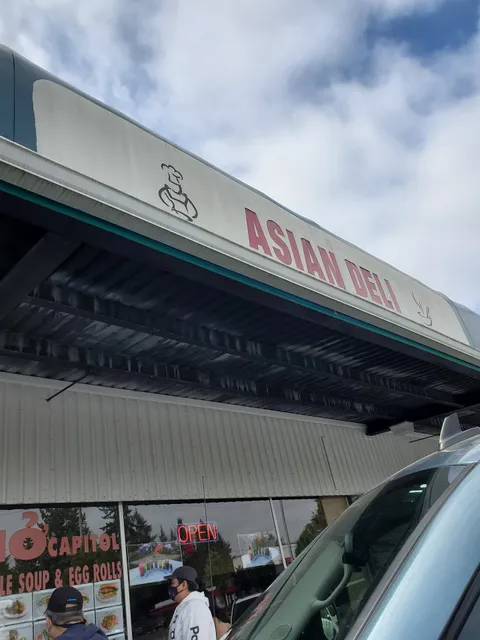 ASIAN DELI
OPEN
CAPITOL
SOUP & EGG ROLLS